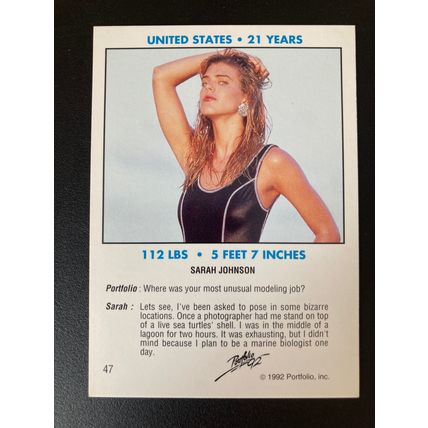 UNITED STATES • 21 YEARS
112 LBS • 5 FEET 7 INCHES
SARAH JOHNSON
Portfolio : Where was your most unusual modeling job?
Sarah : Lets see, I've been asked to pose in some bizarre
locations. Once a photographer had me stand on top
of a live sea turtles' shell. I was in the middle of a
lagoon for two hours. It was exhausting, but I didn't
mind because I plan to be a marine biologist one
day.
Portfolio 92
47
© 1992 Portfolio, inc.